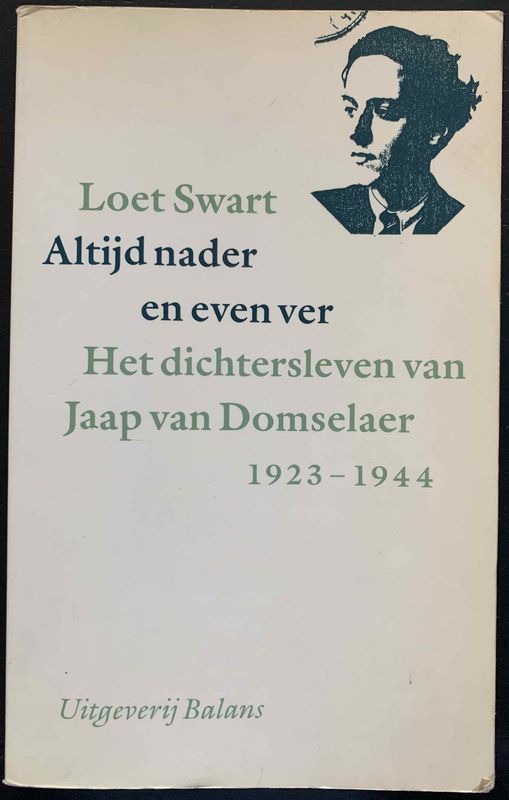 Loet Swart
Altijd nader
en even ver
Het dichtersleven van
Jaap van Domselaer
1923 – 1944
Uitgeverij Balans